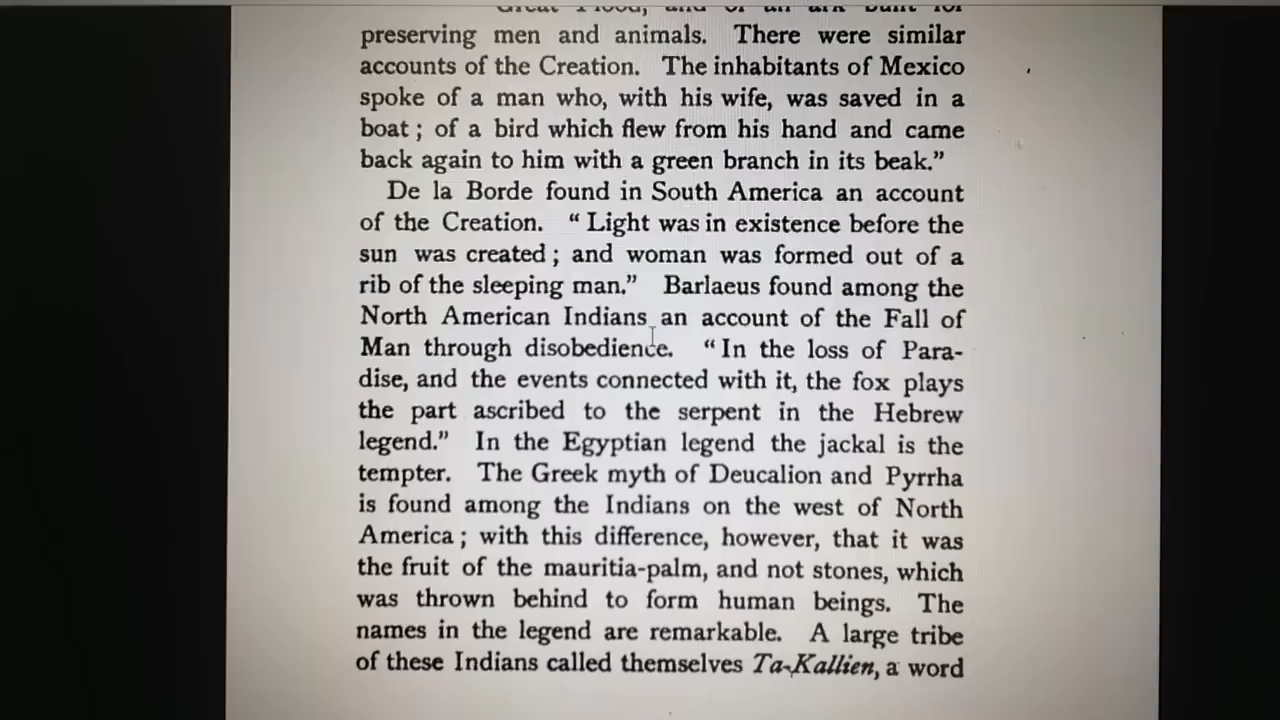 preserving men and animals. There were similar
accounts of the Creation. The inhabitants of Mexico
spoke of a man who, with his wife, was saved in a
boat ; of a bird which flew from his hand and came
back again to him with a green branch in its beak.”
De la Borde found in South America an account
of the Creation. “ Light was in existence before the
sun was created ; and woman was formed out of a
rib of the sleeping man.” Barlaeus found among the
North American Indians an account of the Fall of
Man through disobedience. “ In the loss of Para-
dise, and the events connected with it, the fox plays
the part ascribed to the serpent in the Hebrew
legend.” In the Egyptian legend the jackal is the
tempter. The Greek myth of Deucalion and Pyrrha
is found among the Indians on the west of North
America ; with this difference, however, that it was
the fruit of the mauritia-palm, and not stones, which
was thrown behind to form human beings. The
names in the legend are remarkable. A large tribe
of these Indians called themselves Ta-Kallien, a word